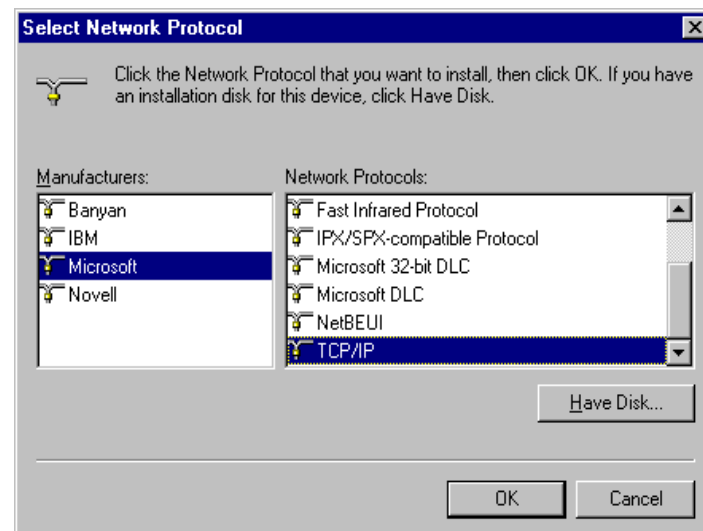 Select Network Protocol
Click the Network Protocol that you want to install, then click OK. If you have
an installation disk for this device, click Have Disk.
Manufacturers:
Banyan
IBM
Microsoft
Novell
Network Protocols:
Fast Infrared Protocol
IPX/SPX-compatible Protocol
Microsoft 32-bit DLC
Microsoft DLC
NetBEUI
TCP/IP
Have Disk...
OK
Cancel